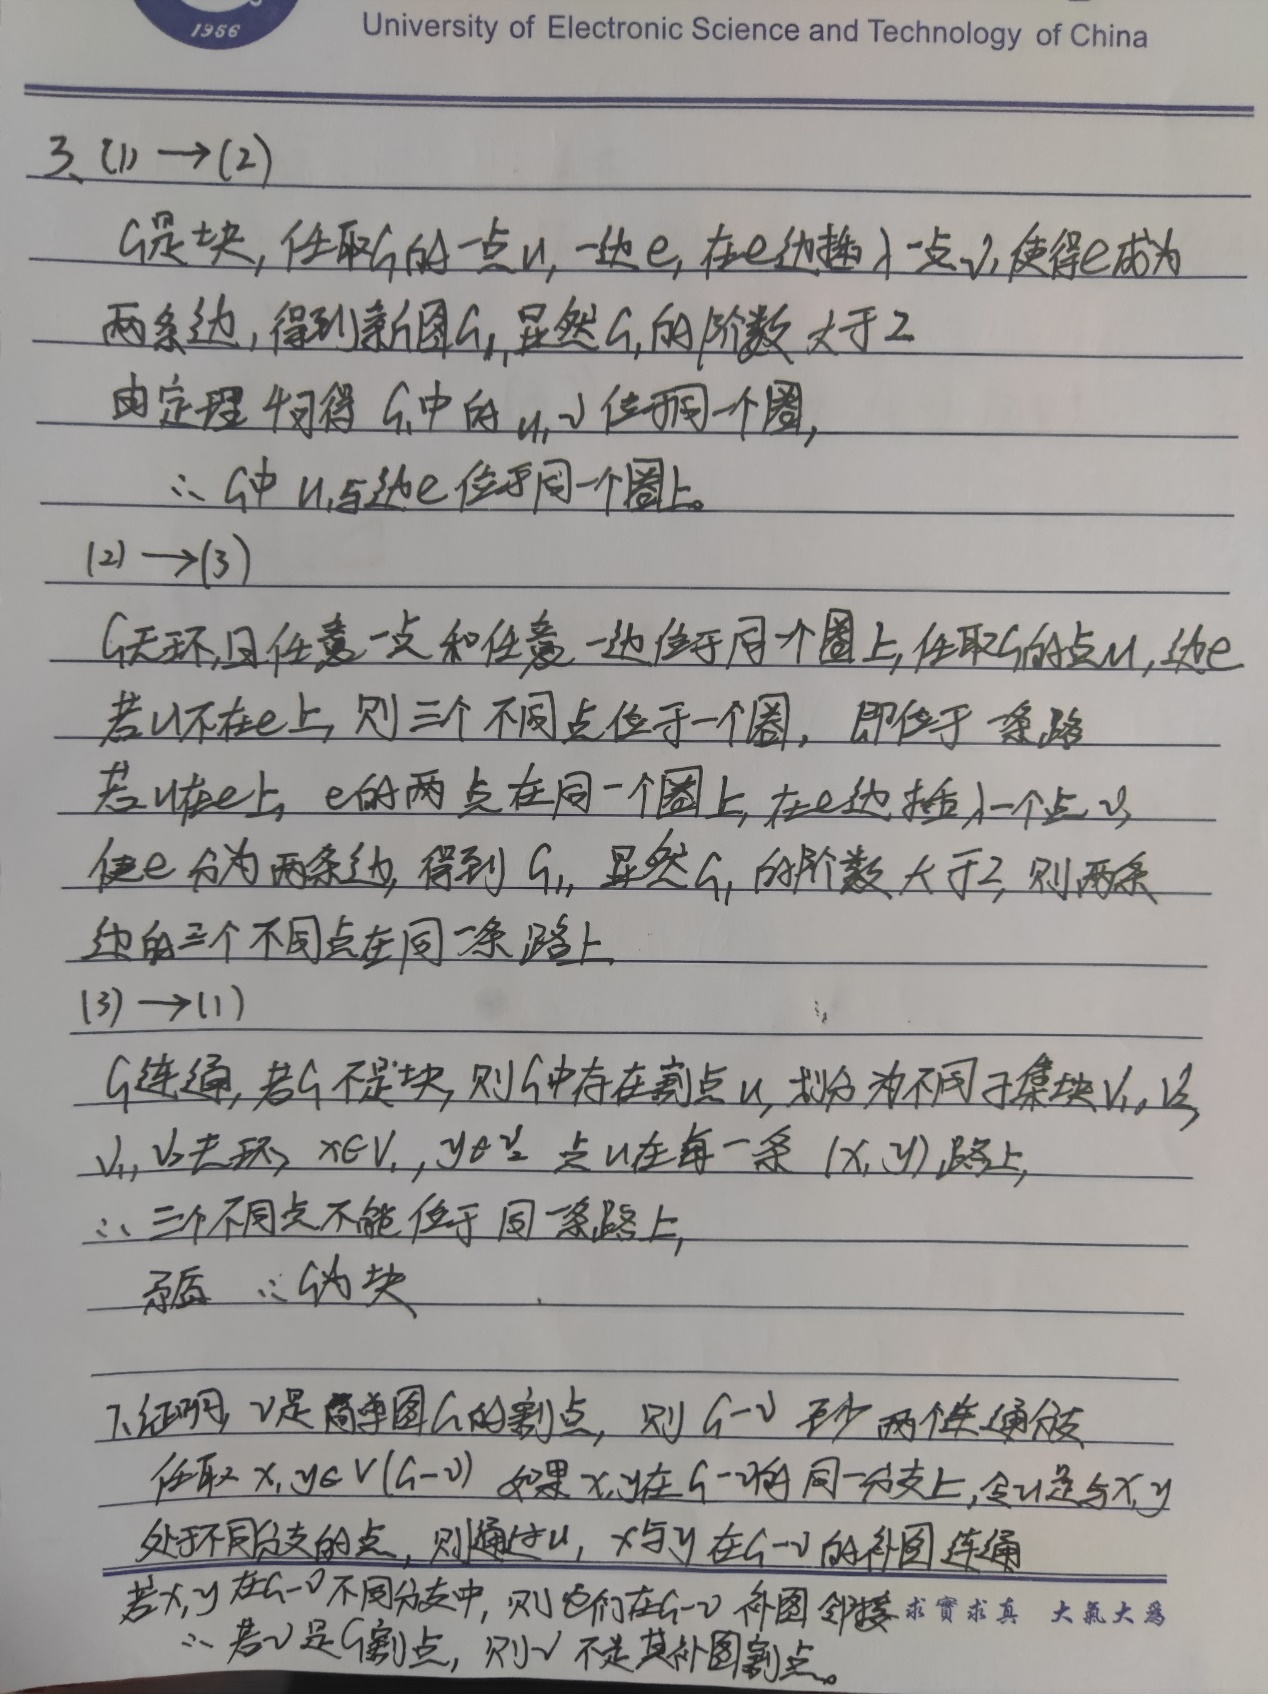 1956
University of Electronic Science and Technology of China
3、(1)→(2)
G是块,任取G的一点u,一边e,在e边插入一点v,使得e成为
两条边,得到新图G₁,显然G₁的阶数大于2
由定理4可得 G₁中的u,v位于同一个圈,
∴G中 u与边e位于同一个圈上。
(2)→(3)
G无环,且任意一点和任意一边位于同一个圈上,任取G的点u,边e
若u不在e上,则三个不同点位于一个圈,即位于一条路
若u在e上,e的两点在同一个圈上,在e边插入一个点v,
使e分为两条边,得到G₁,显然G₁的阶数大于2,则两条
边的三个不同点在同一条路上
(3)→(1)
G连通,若G不是块,则G中存在割点u,划分为不同子集块V₁,V₂,
V₁,V₂无环,x∈V₁,y∈V₂ 点u在每一条(x,y)路上,
∴三个不同点不能位于同一条路上,
矛盾 ∴G为块
7、证明,v是简单图G的割点,则G-v至少两个连通分支
任取x,y∈V(G-v) 如果x,y在G-v的同一分支上,令u是与x,y
处于不同分支的点,则通过u,x与y在G-v的补图连通
若x,y在G-v不同分支中,则它们在G-v补图邻接
求實求真 大氣大為
∴若v是G割点,则v不是其补图割点。